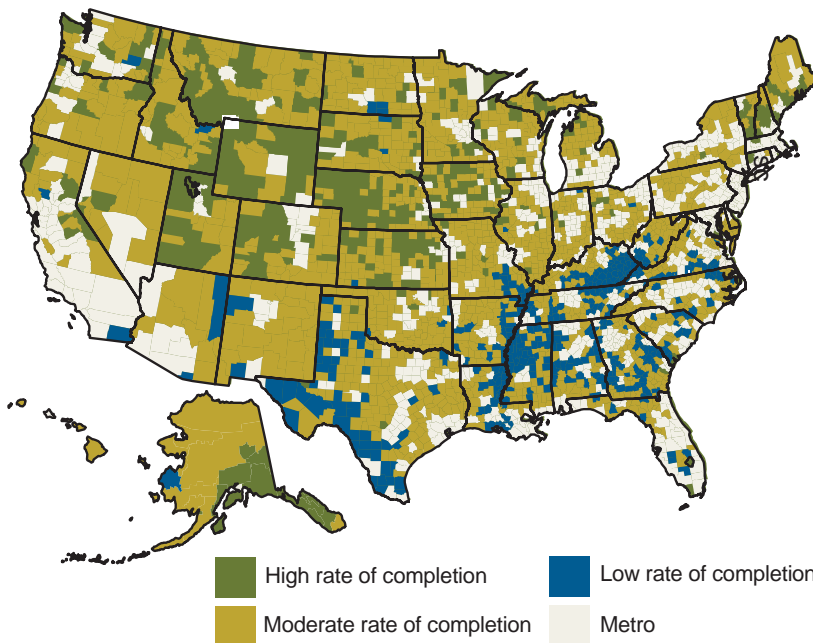 High rate of completion
Low rate of completion
Moderate rate of completion
Metro